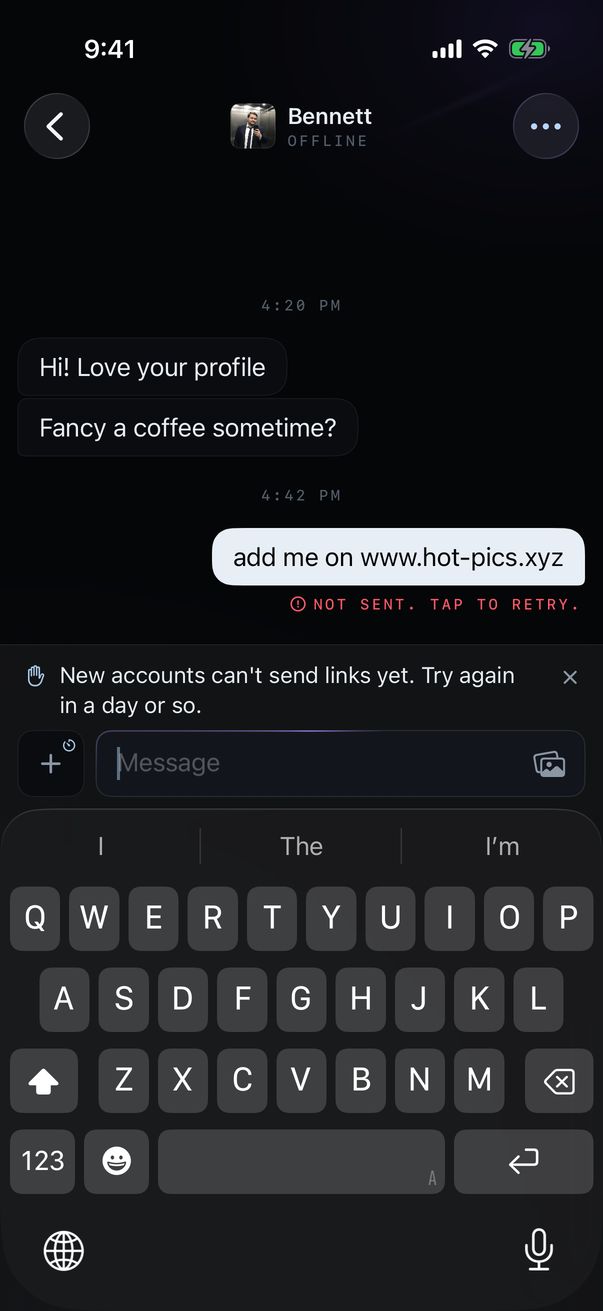 9:41
Bennett
OFFLINE
4:20 PM
Hi! Love your profile
Fancy a coffee sometime?
4:42 PM
add me on www.hot-pics.xyz
NOT SENT. TAP TO RETRY.
New accounts can't send links yet. Try again
in a day or so.
Message
I The I'm
Q W E R T Y U I O P
A S D F G H J K L
Z X C V B N M
123 A